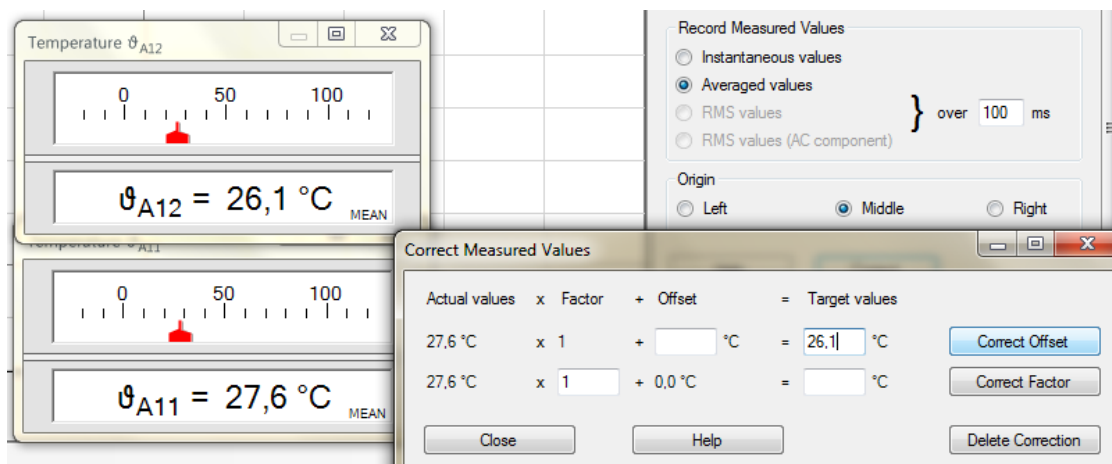 Temperature ϑA12
0 50 100
ϑA12 = 26,1 °C MEAN
Temperature ϑA11
0 50 100
ϑA11 = 27,6 °C MEAN
Record Measured Values
Instantaneous values
Averaged values
RMS values
RMS values (AC component)
} over 100 ms
Origin
Left Middle Right
Correct Measured Values
Actual values x Factor + Offset = Target values
27,6 °C x 1 + °C = 26,1 °C Correct Offset
27,6 °C x 1 + 0,0 °C = °C Correct Factor
Close Help Delete Correction